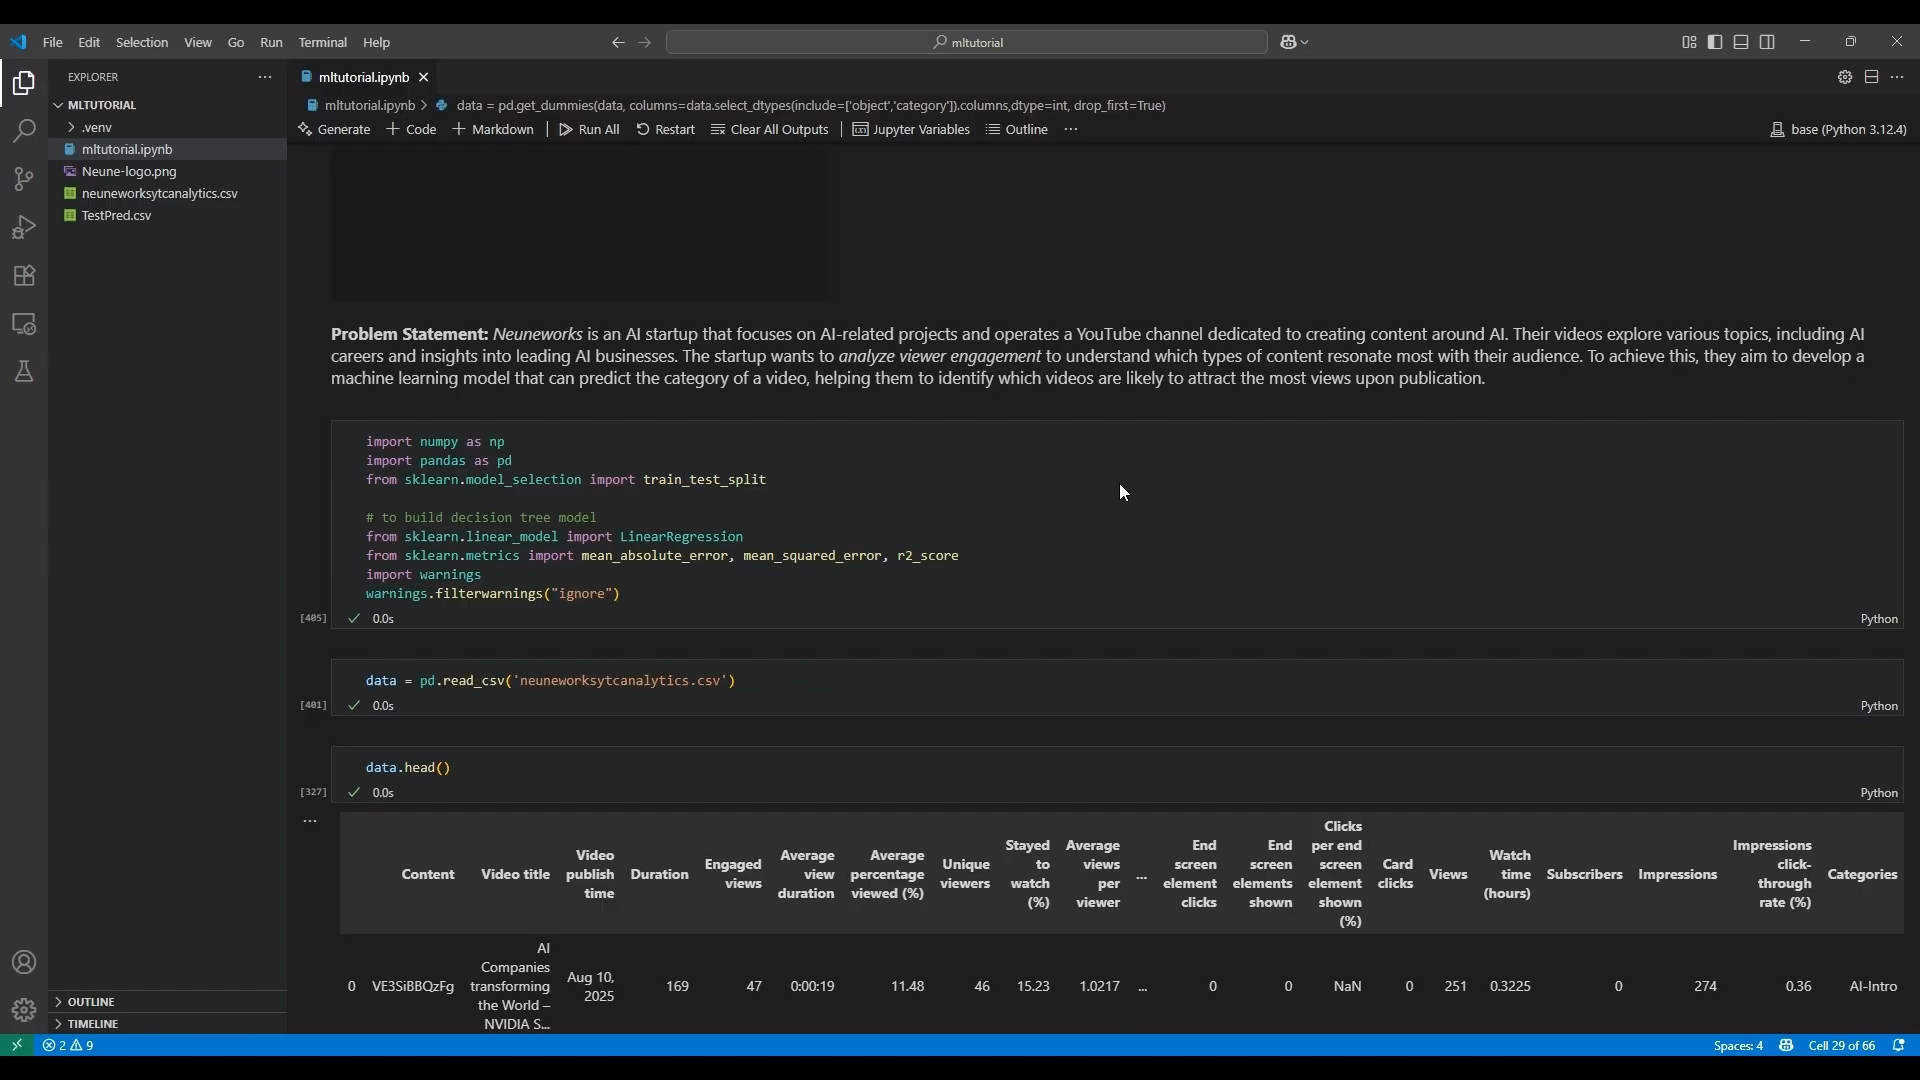 File Edit Selection View Go Run Terminal Help
mltutorial
EXPLORER
MLTUTORIAL
.venv
mltutorial.ipynb
Neune-logo.png
neuneworksytcanalytics.csv
TestPred.csv
OUTLINE
TIMELINE
mltutorial.ipynb
mltutorial.ipynb > data = pd.get_dummies(data, columns=data.select_dtypes(include=['object','category']).columns,dtype=int, drop_first=True)
Generate + Code + Markdown Run All Restart Clear All Outputs Jupyter Variables Outline ...
base (Python 3.12.4)
Problem Statement: Neuneworks is an AI startup that focuses on AI-related projects and operates a YouTube channel dedicated to creating content around AI. Their videos explore various topics, including AI
careers and insights into leading AI businesses. The startup wants to analyze viewer engagement to understand which types of content resonate most with their audience. To achieve this, they aim to develop a
machine learning model that can predict the category of a video, helping them to identify which videos are likely to attract the most views upon publication.
import numpy as np
import pandas as pd
from sklearn.model_selection import train_test_split
# to build decision tree model
from sklearn.linear_model import LinearRegression
from sklearn.metrics import mean_absolute_error, mean_squared_error, r2_score
import warnings
warnings.filterwarnings("ignore")
[405] 0.0s Python
data = pd.read_csv('neuneworksytcanalytics.csv')
[401] 0.0s Python
data.head()
[327] 0.0s Python
...
Content Video title Video publish time Duration Engaged views Average view duration Average percentage viewed (%) Unique viewers Stayed to watch (%) Average views per viewer ... End screen element clicks End screen elements shown Clicks per end screen element shown (%) Card clicks Views Watch time (hours) Subscribers Impressions Impressions click-through rate (%) Categories
0 VE3SiBBQzFg AI Companies transforming the World – NVIDIA S... Aug 10, 2025 169 47 0:00:19 11.48 46 15.23 1.0217 ... 0 0 NaN 0 251 0.3225 0 274 0.36 AI-Intro
2 9
Spaces: 4 Cell 29 of 66